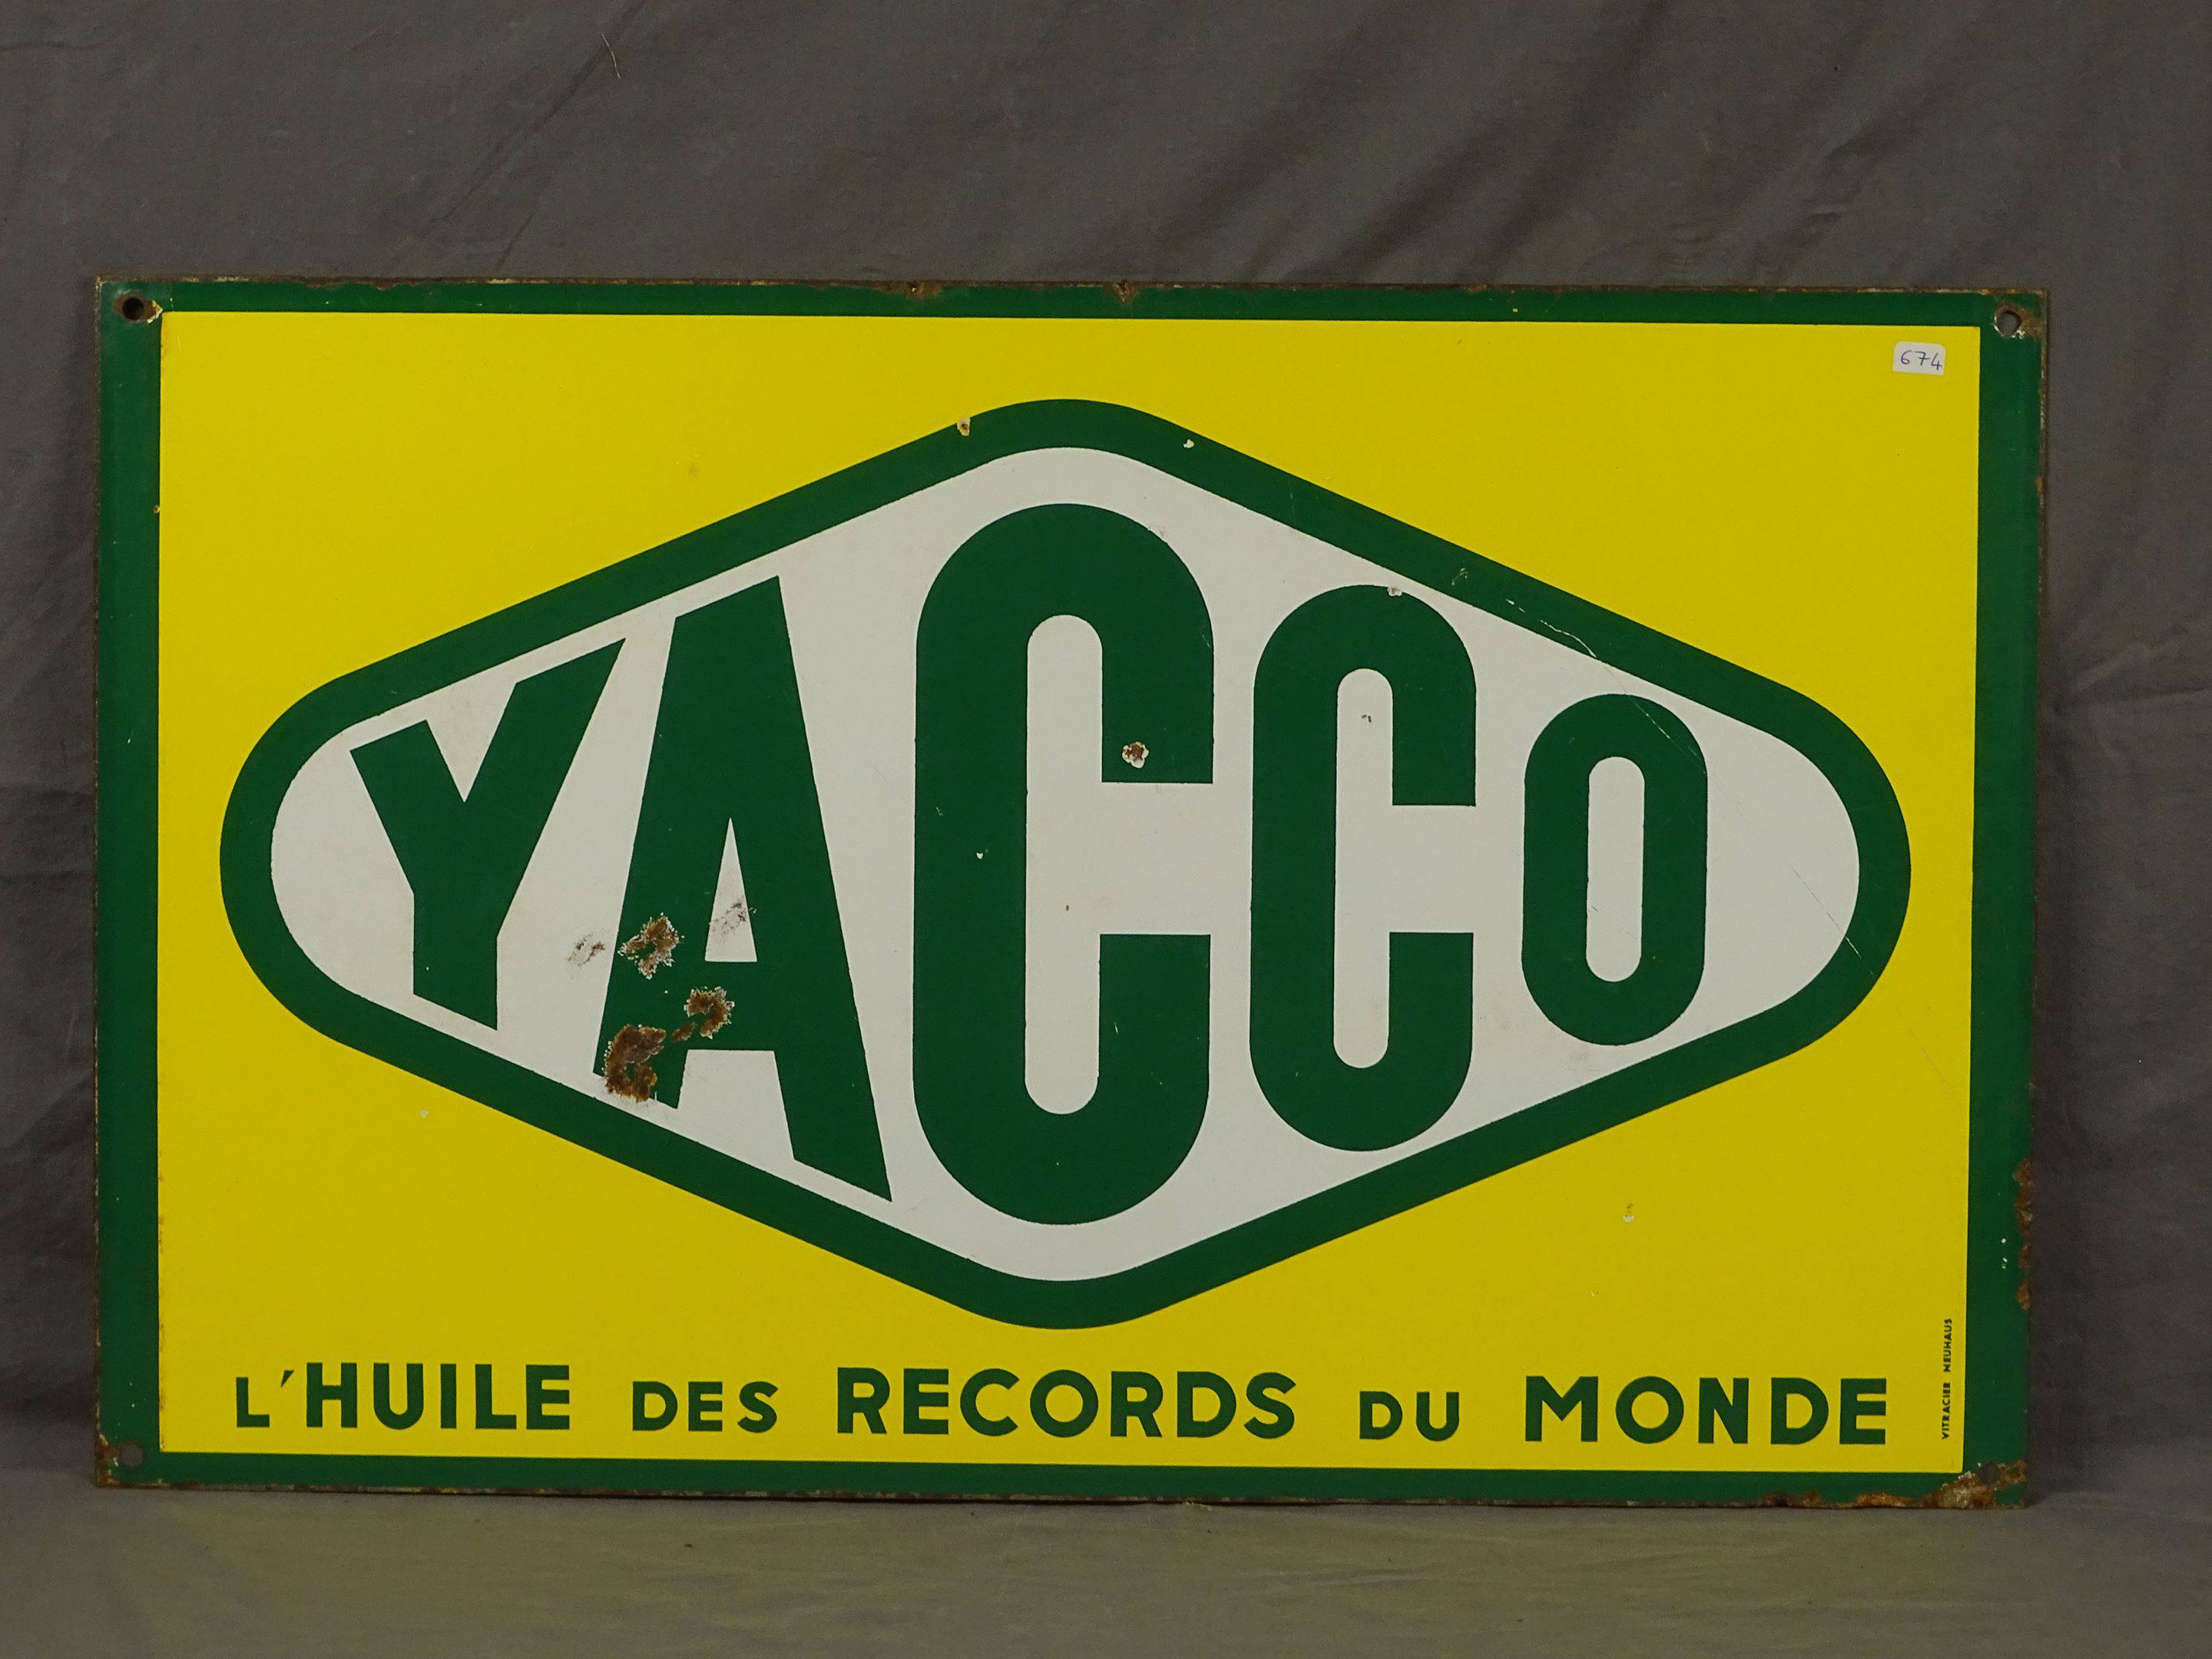 674
YACCO
L'HUILE DES RECORDS DU MONDE
VITRACIER NEUHAUS